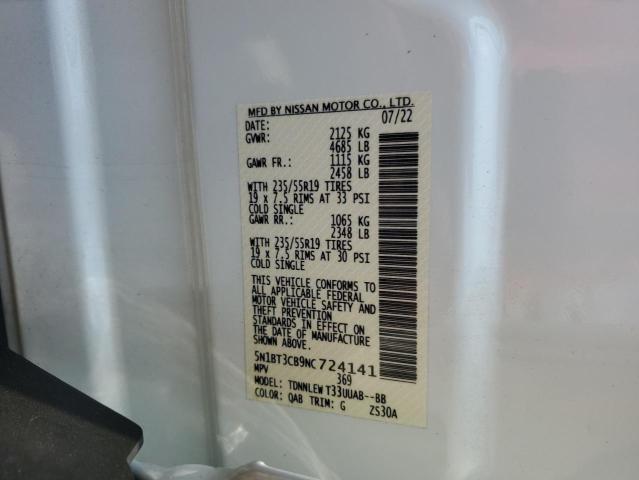 MFD BY NISSAN MOTOR CO., LTD.
DATE: 07/22
GVWR: 2125 KG
4685 LB
GAWR FR.: 1115 KG
2458 LB
WITH 235/55R19 TIRES
19 x 7.5 RIMS AT 33 PSI
COLD SINGLE
GAWR RR.: 1065 KG
2348 LB
WITH 235/55R19 TIRES
19 x 7.5 RIMS AT 30 PSI
COLD SINGLE
THIS VEHICLE CONFORMS TO
ALL APPLICABLE FEDERAL
MOTOR VEHICLE SAFETY AND
THEFT PREVENTION
STANDARDS IN EFFECT ON
THE DATE OF MANUFACTURE
SHOWN ABOVE.
5N1BT3CB9NC724141
MPV 369
MODEL: TDNNLEW T33UUAB--BB
COLOR: QAB TRIM: G ZS30A